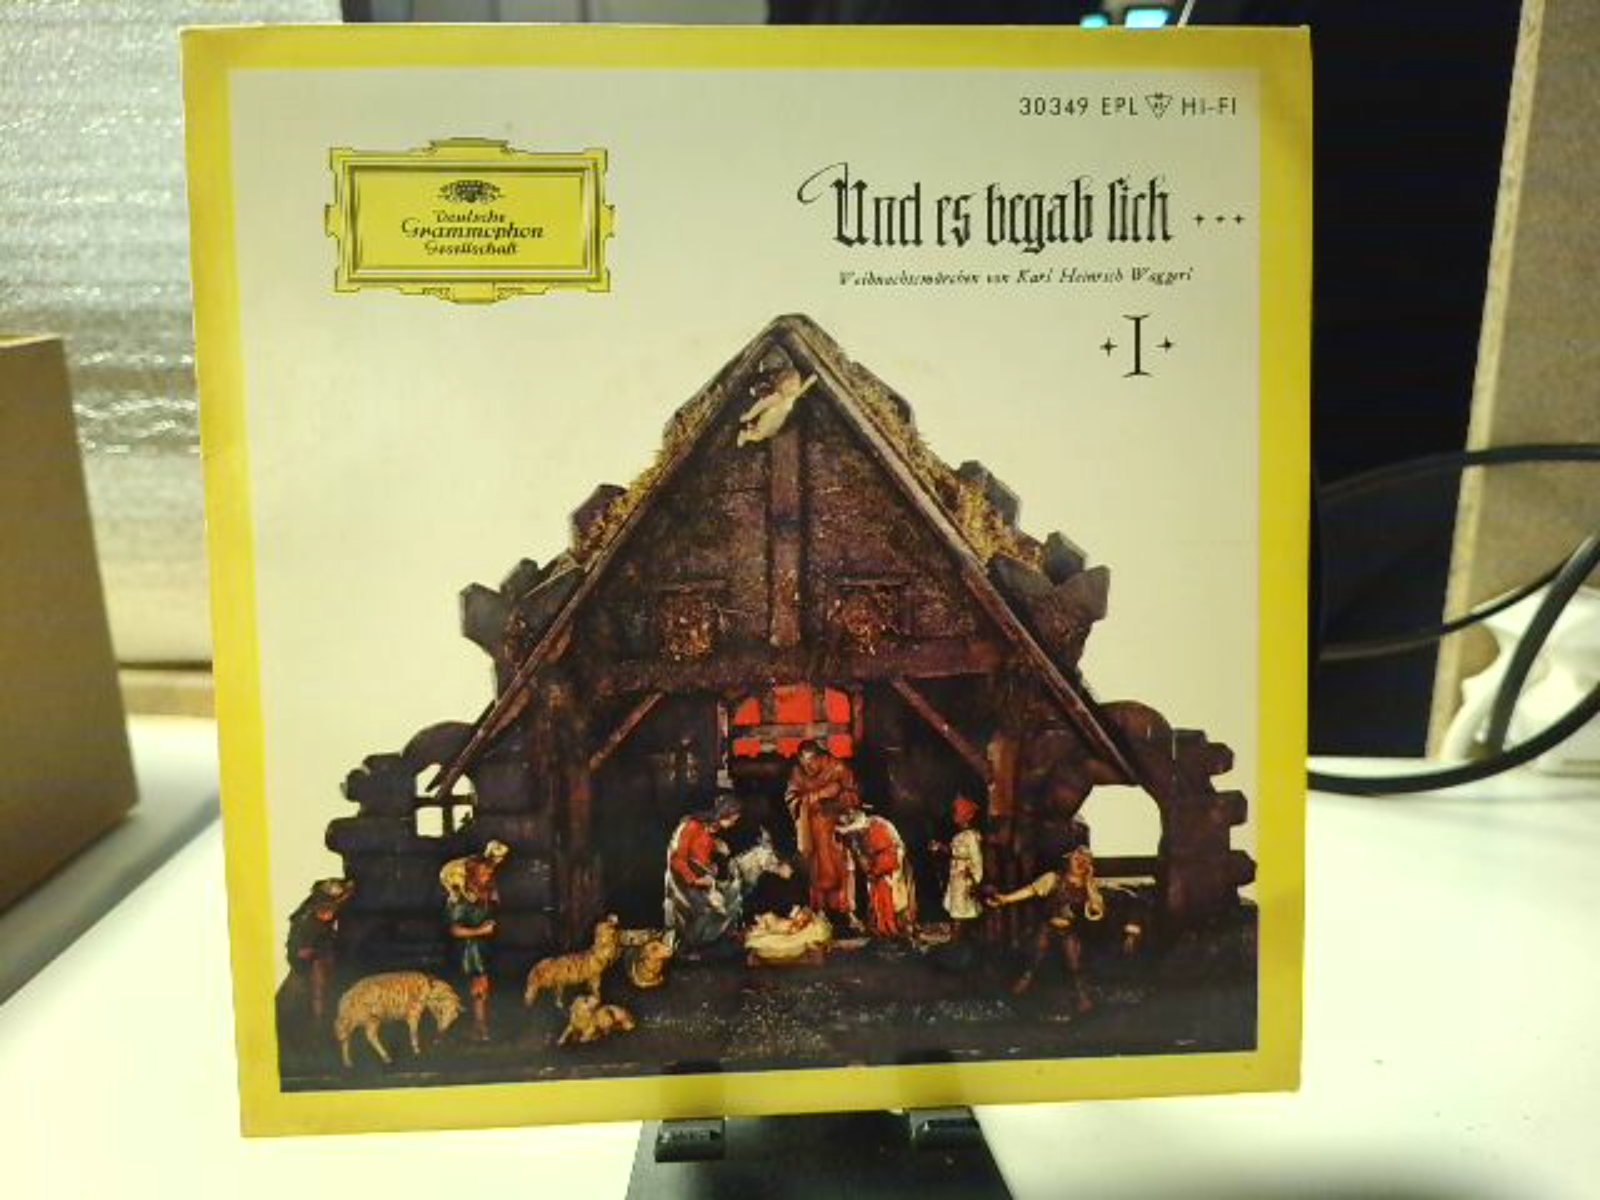 30349 EPL HI-FI
Deutsche
Grammophon
Gesellschaft
Und es begab sich ...
Weihnachtsmärchen von Karl Heinrich Waggerl
I